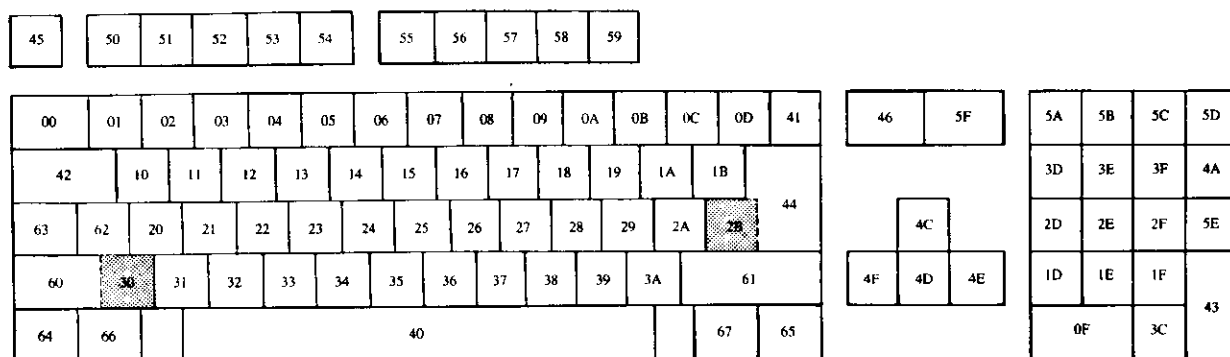 45 50 51 52 53 54 55 56 57 58 59
00 01 02 03 04 05 06 07 08 09 0A 0B 0C 0D 41 46 5F 5A 5B 5C 5D
42 10 11 12 13 14 15 16 17 18 19 1A 1B 3D 3E 3F 4A
63 62 20 21 22 23 24 25 26 27 28 29 2A 2B 44 4C 2D 2E 2F 5E
60 30 31 32 33 34 35 36 37 38 39 3A 61 4F 4D 4E 1D 1E 1F
64 66 40 67 65 0F 3C 43